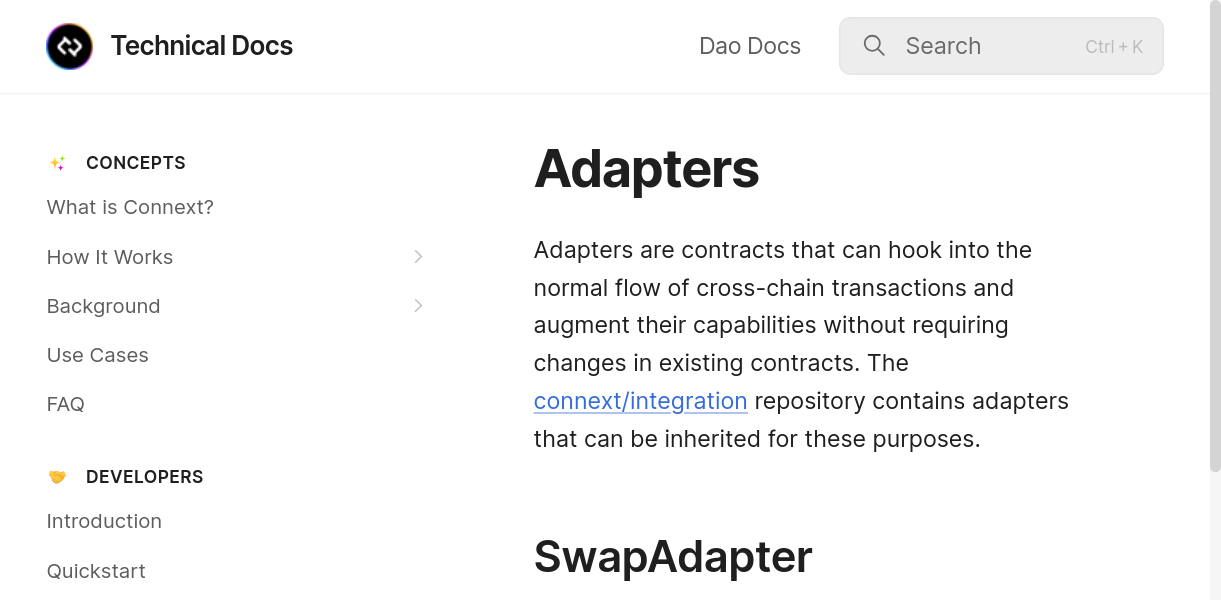 Technical Docs
Dao Docs
Search
Ctrl + K
CONCEPTS
What is Connext?
How It Works
Background
Use Cases
FAQ
DEVELOPERS
Introduction
Quickstart
Adapters
Adapters are contracts that can hook into the
normal flow of cross-chain transactions and
augment their capabilities without requiring
changes in existing contracts. The
connext/integration repository contains adapters
that can be inherited for these purposes.
SwapAdapter